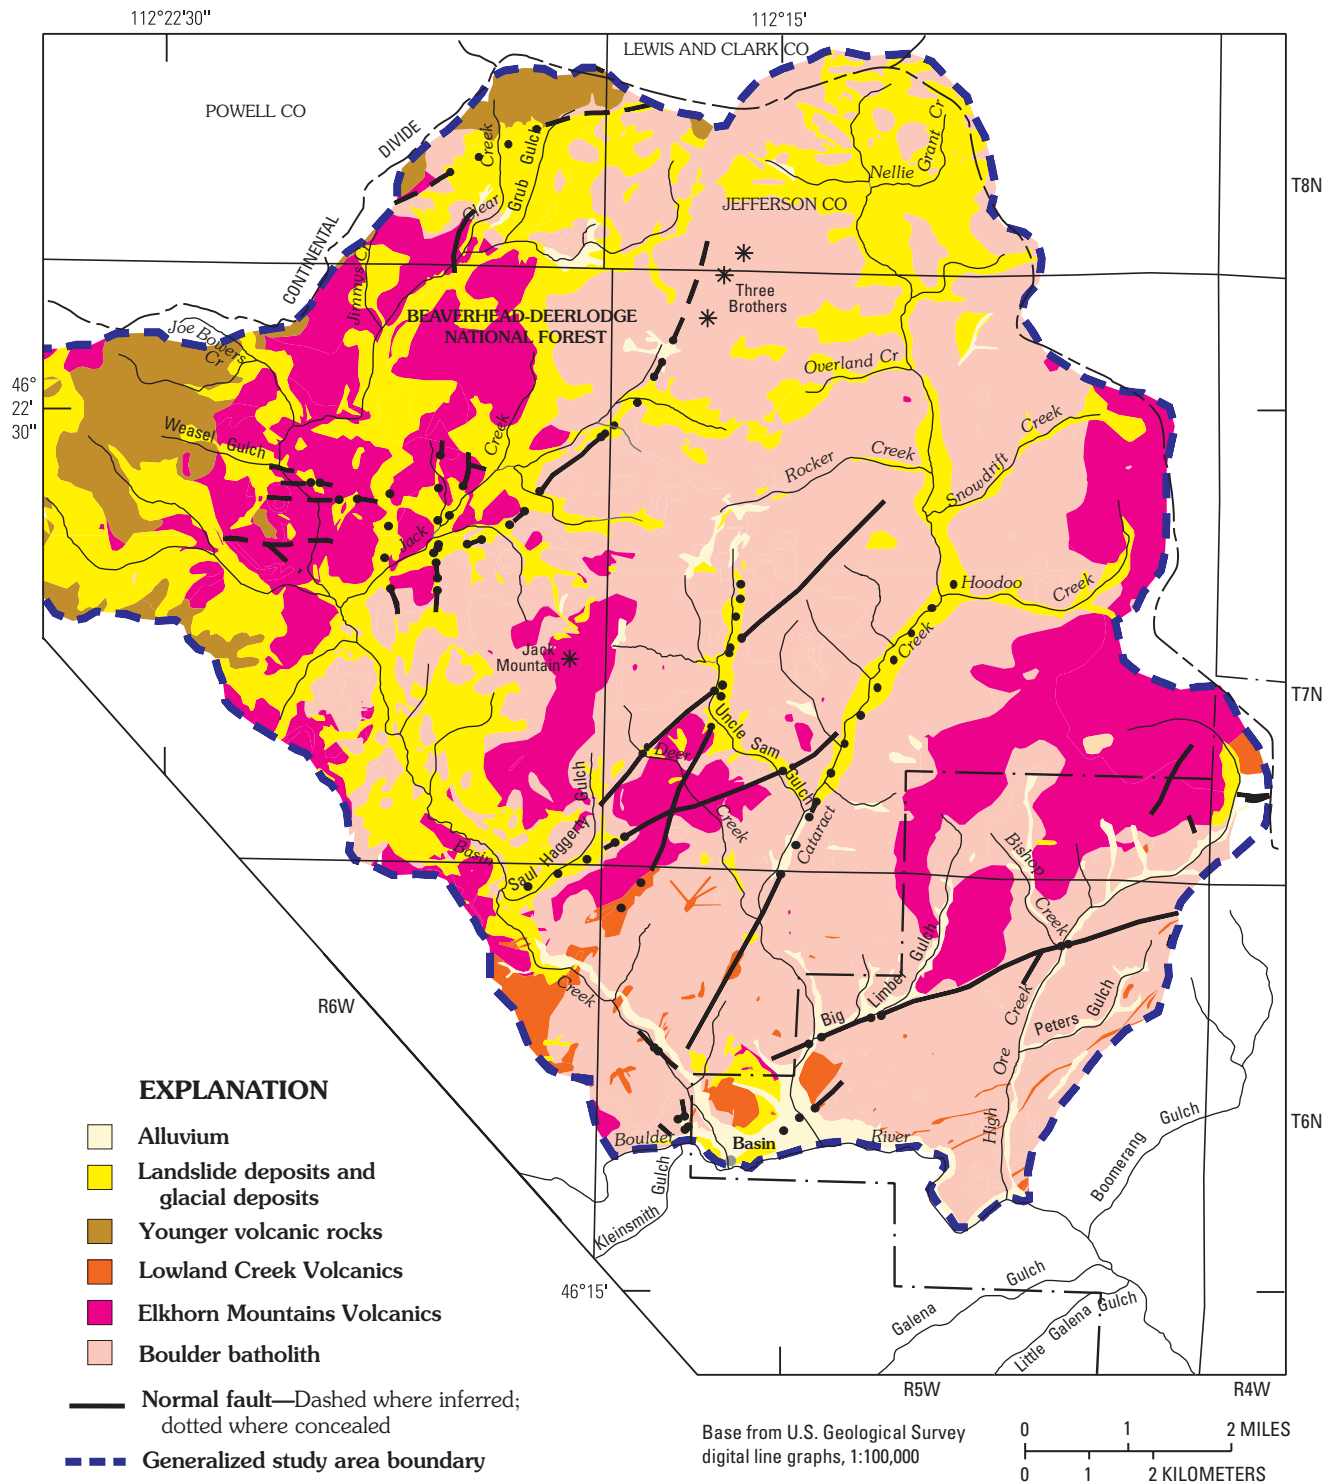 112°22'30"
112°15'
LEWIS AND CLARK CO
POWELL CO
DIVIDE
CONTINENTAL
Creek
Clear
Grub Gulch
Grant Cr
Nellie
JEFFERSON CO
T8N
Jimmys Cr
Three
Brothers
BEAVERHEAD-DEERLODGE
NATIONAL FOREST
Joe Bowers
Cr
Overland Cr
46°
22'
30"
Weasel Gulch
Creek
Jack
Rocker Creek
Snowdrift Creek
Hoodoo
Creek
Creek
Jack
Mountain
T7N
Uncle Sam
Gulch
Deer
Creek
Gulch
Saul Haggerty
Basin
Cataract
Bishop
Creek
Creek
R6W
Big
Limber Gulch
Ore Creek
High
Peters Gulch
Boulder
Basin
River
Gulch
Kleinsmith
Boomerang Gulch
T6N
46°15'
Galena Gulch
Little Galena Gulch
R5W
R4W
EXPLANATION
Alluvium
Landslide deposits and
glacial deposits
Younger volcanic rocks
Lowland Creek Volcanics
Elkhorn Mountains Volcanics
Boulder batholith
Normal fault—Dashed where inferred;
dotted where concealed
Generalized study area boundary
Base from U.S. Geological Survey
digital line graphs, 1:100,000
0 1 2 MILES
0 1 2 KILOMETERS